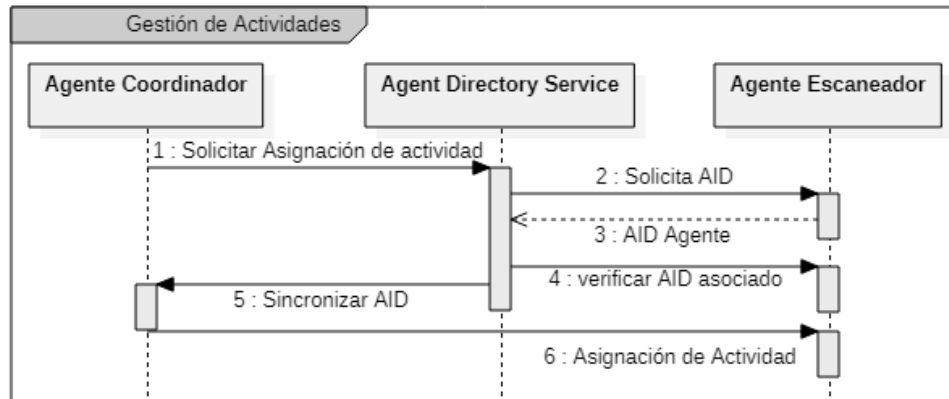 Gestión de Actividades
Agente Coordinador
Agent Directory Service
Agente Escaneador
1 : Solicitar Asignación de actividad
2 : Solicita AID
3 : AID Agente
4 : verificar AID asociado
5 : Sincronizar AID
6 : Asignación de Actividad